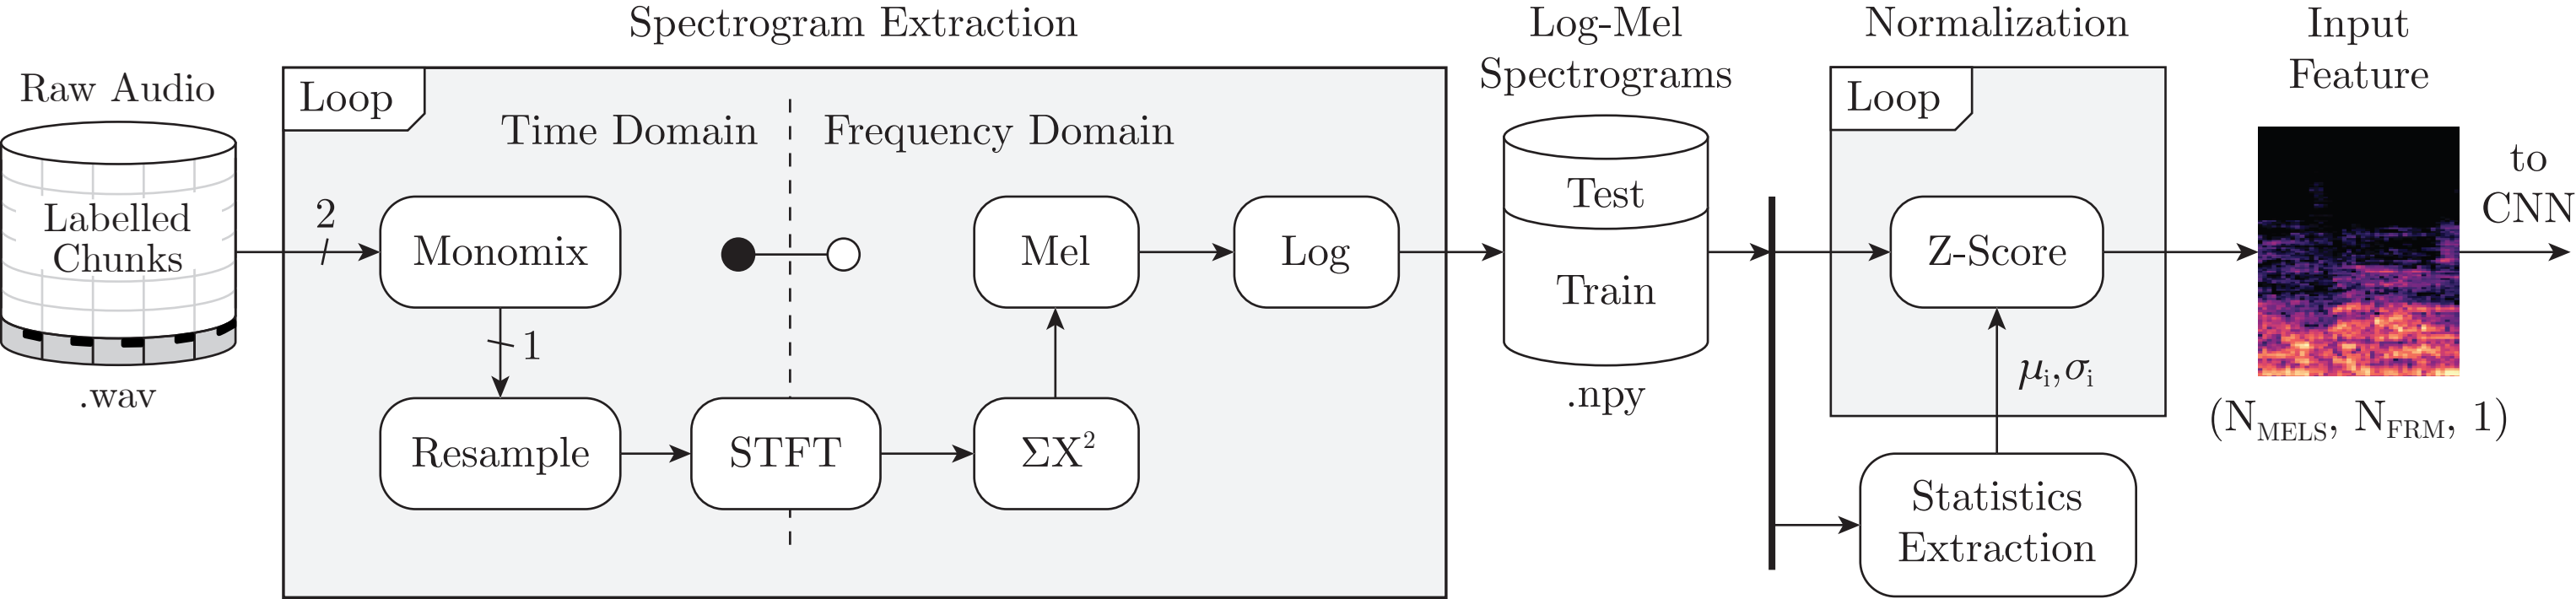 Spectrogram Extraction
Log-Mel
Spectrograms
Normalization
Input
Feature
Raw Audio
Loop
Time Domain
Frequency Domain
Loop
Labelled
Chunks
.wav
2
Monomix
1
Resample
STFT
ΣX²
Mel
Log
Test
Train
.npy
Z-Score
μᵢ,σᵢ
Statistics
Extraction
(N_MELS, N_FRM, 1)
to
CNN